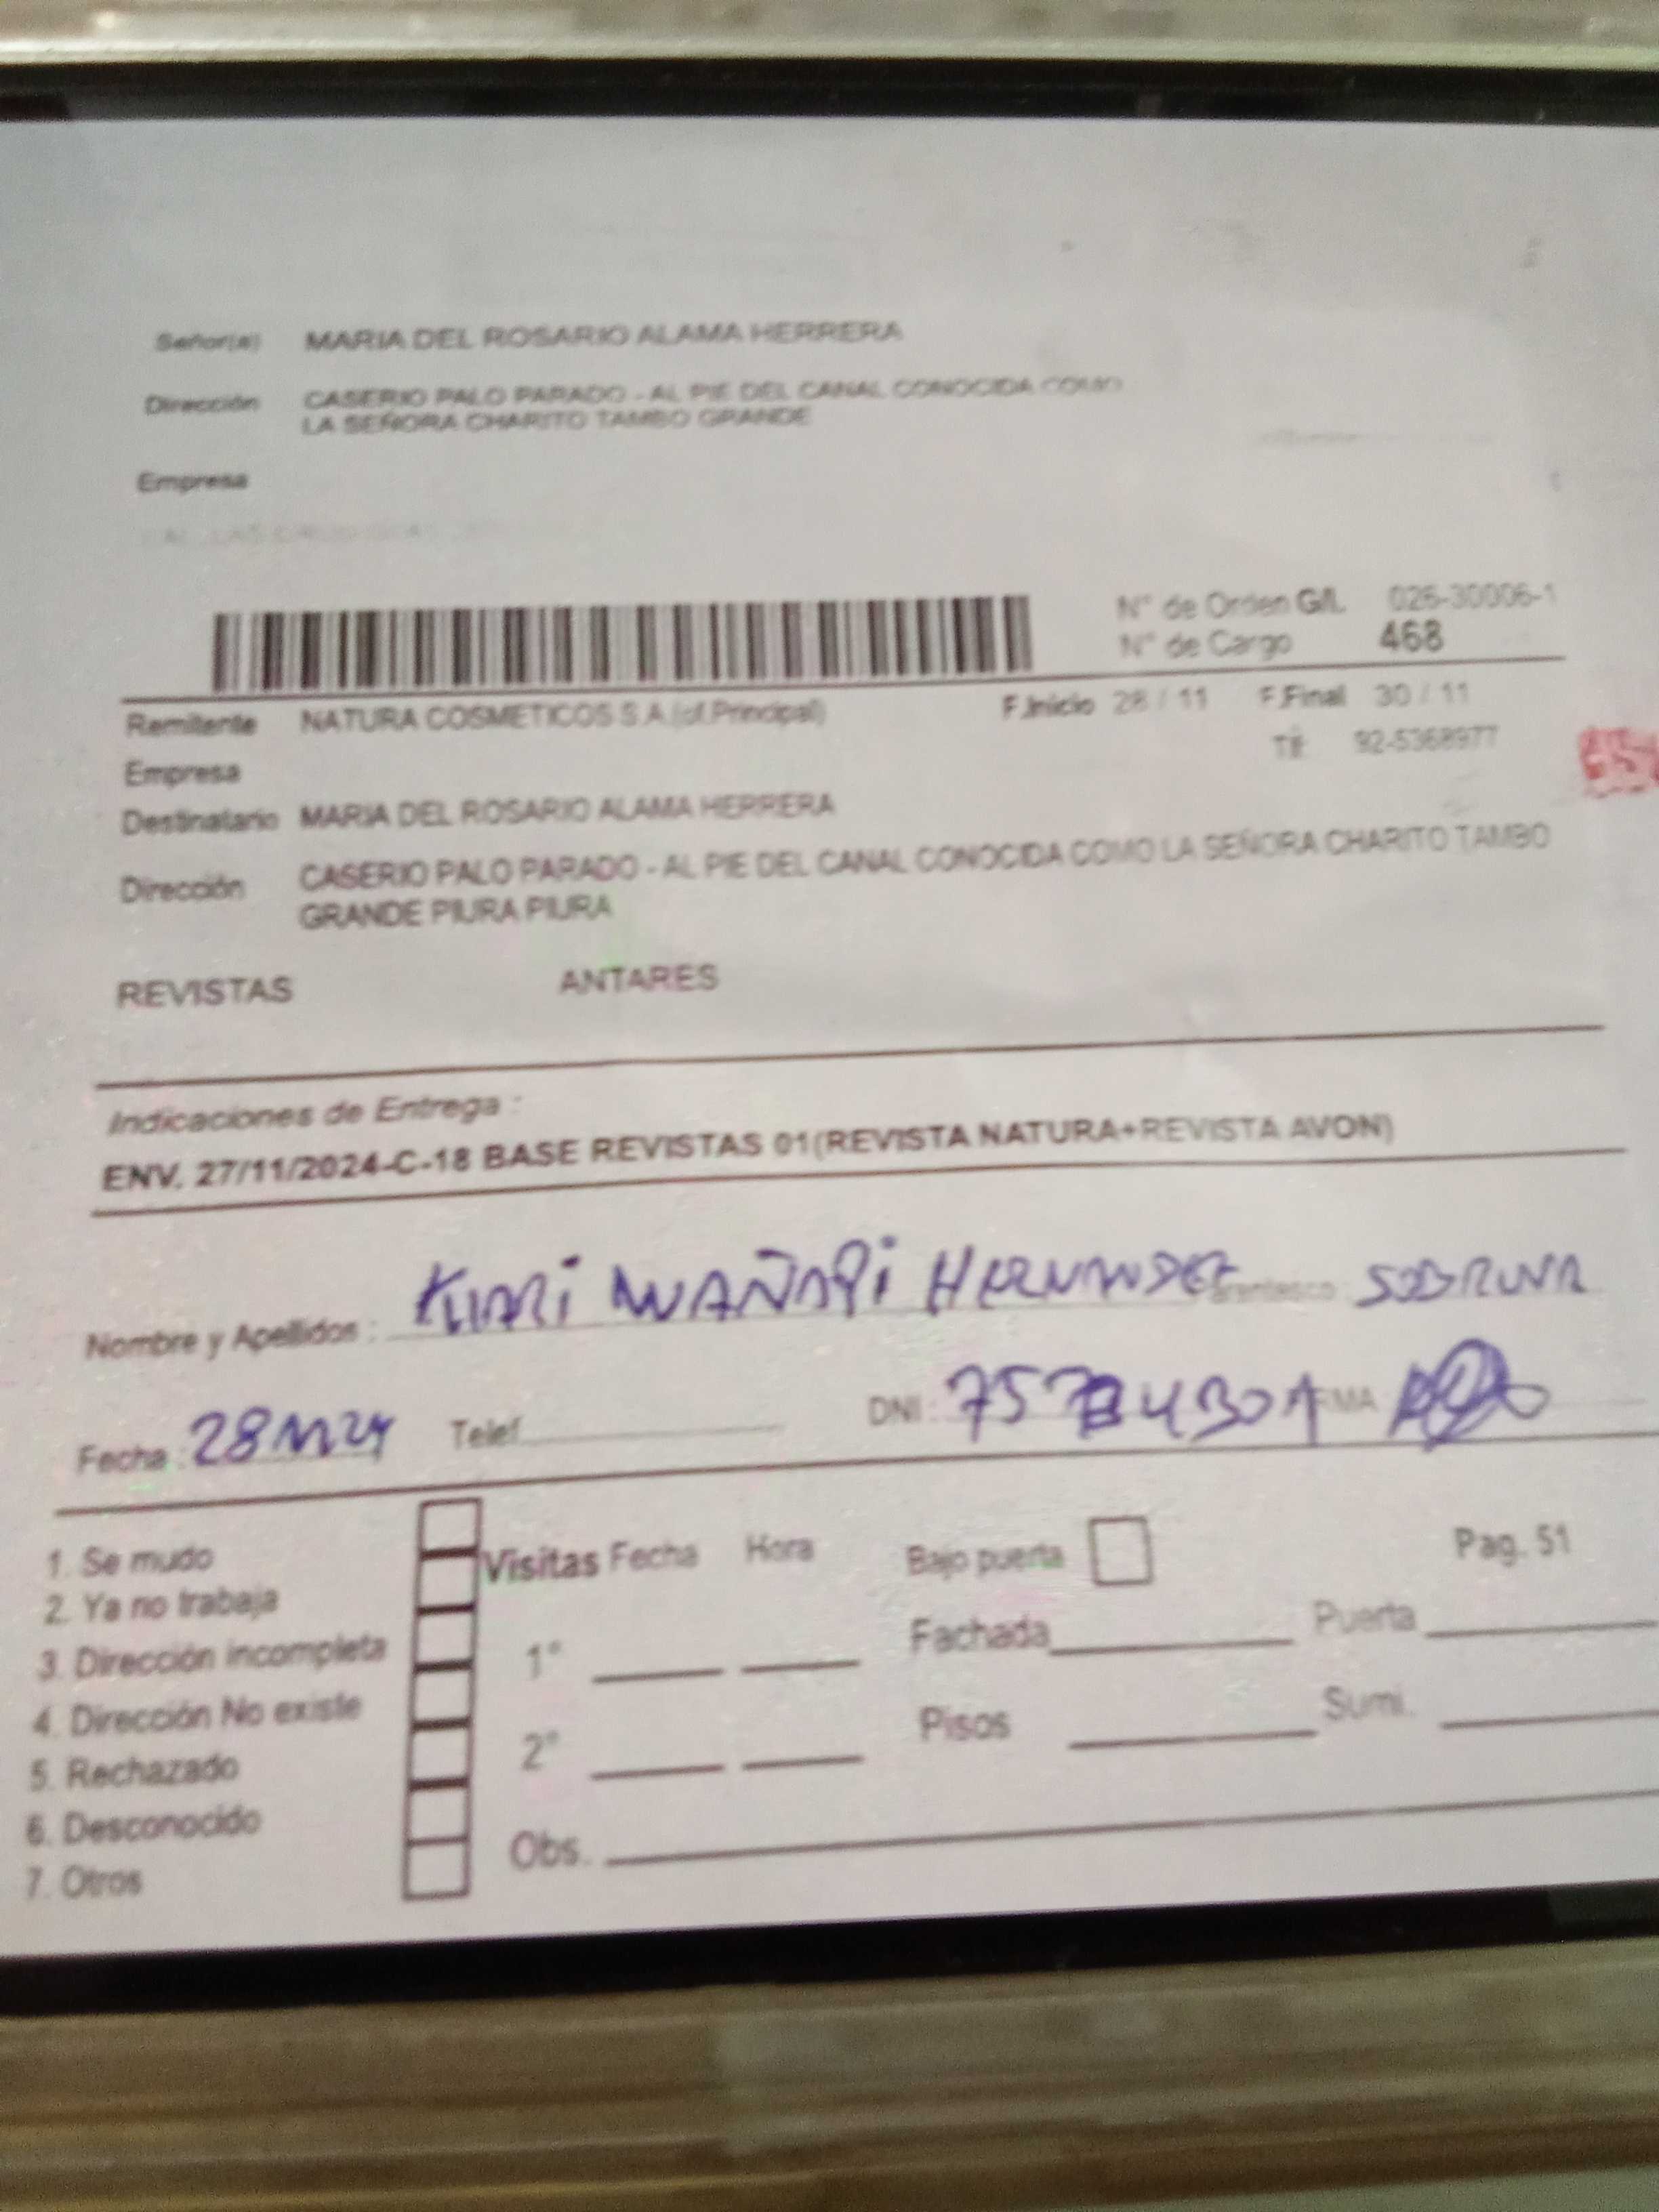 Señor(a) MARIA DEL ROSARIO ALAMA HERRERA
Dirección CASERIO PALO PARADO - AL PIE DEL CANAL CONOCIDA COMO
LA SEÑORA CHARITO TAMBO GRANDE
Empresa
N° de Orden G/L 026-30006-1
N° de Cargo 468
Remitente NATURA COSMETICOS S.A.(of.Principal) F.Inicio 28 / 11 F.Final 30 / 11
Tlf: 92-5368977
Empresa
Destinatario MARIA DEL ROSARIO ALAMA HERRERA
Dirección CASERIO PALO PARADO - AL PIE DEL CANAL CONOCIDA COMO LA SEÑORA CHARITO TAMBO
GRANDE PIURA PIURA
REVISTAS ANTARES
Indicaciones de Entrega :
ENV. 27/11/2024-C-18 BASE REVISTAS 01(REVISTA NATURA+REVISTA AVON)
Nombre y Apellidos : HERNANDEZ Parentesco : SOBRINA
Fecha : 28 11 24 Telef. DNI :
1. Se mudo
2. Ya no trabaja
3. Dirección incompleta
4. Dirección No existe
5. Rechazado
6. Desconocido
7. Otros
Visitas Fecha Hora
1°
2°
Obs.
Bajo puerta Pag. 51
Fachada Puerta
Pisos Sumi.